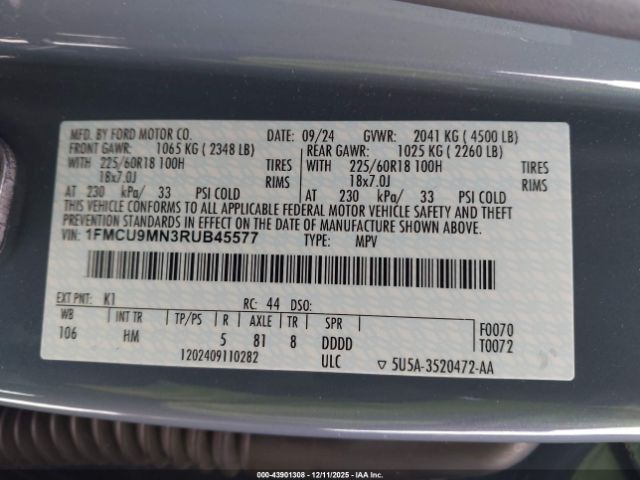 MFD. BY FORD MOTOR CO. DATE: 09/24 GVWR: 2041 KG ( 4500 LB)
FRONT GAWR: 1065 KG ( 2348 LB) REAR GAWR: 1025 KG ( 2260 LB)
WITH 225/60R18 100H TIRES WITH 225/60R18 100H TIRES
18x7.0J RIMS 18x7.0J RIMS
AT 230 kPa/ 33 PSI COLD AT 230 kPa/ 33 PSI COLD
THIS VEHICLE CONFORMS TO ALL APPLICABLE FEDERAL MOTOR VEHICLE SAFETY AND THEFT
PREVENTION STANDARDS IN EFFECT ON THE DATE OF MANUFACTURE SHOWN ABOVE.
VIN: 1FMCU9MN3RUB45577 TYPE: MPV
EXT PNT: K1 RC: 44 DSO:
WB INT TR TP/PS R AXLE TR SPR F0070
106 HM 5 81 8 DDDD T0072
1202409110282 ULC ▽ 5U5A-3520472-AA
000-43901308 - 12/11/2025 - IAA Inc.